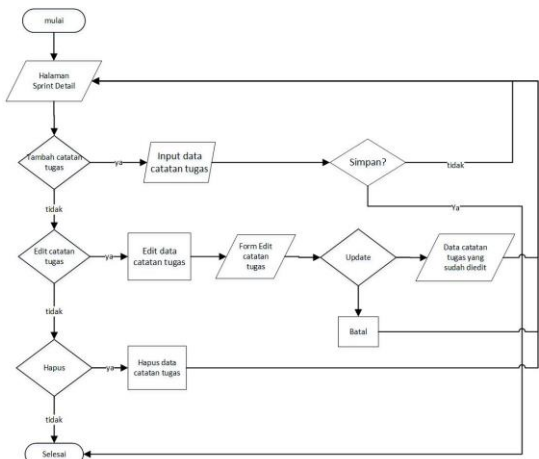 mulai
Halaman
Sprint Detail
Tambah catatan
tugas
ya
Input data
catatan tugas
Simpan?
tidak
Ya
tidak
Edit catatan
tugas
ya
Edit data
catatan tugas
Form Edit
catatan
tugas
Update
Data catatan
tugas yang
sudah diedit
Batal
tidak
Hapus
ya
Hapus data
catatan tugas
tidak
Selesai